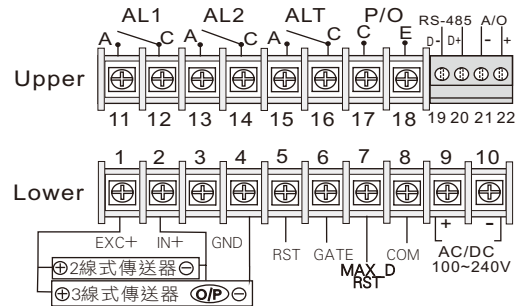 AL1 AL2 ALT P/O RS-485 A/O
A C A C A C C E D- D+ - +
Upper
11 12 13 14 15 16 17 18 19 20 21 22
1 2 3 4 5 6 7 8 9 10
Lower
EXC+ IN+ GND RST GATE MAX_D RST COM + -
AC/DC
100~240V
⊕2線式傳送器⊖
⊕3線式傳送器 O/P ⊖